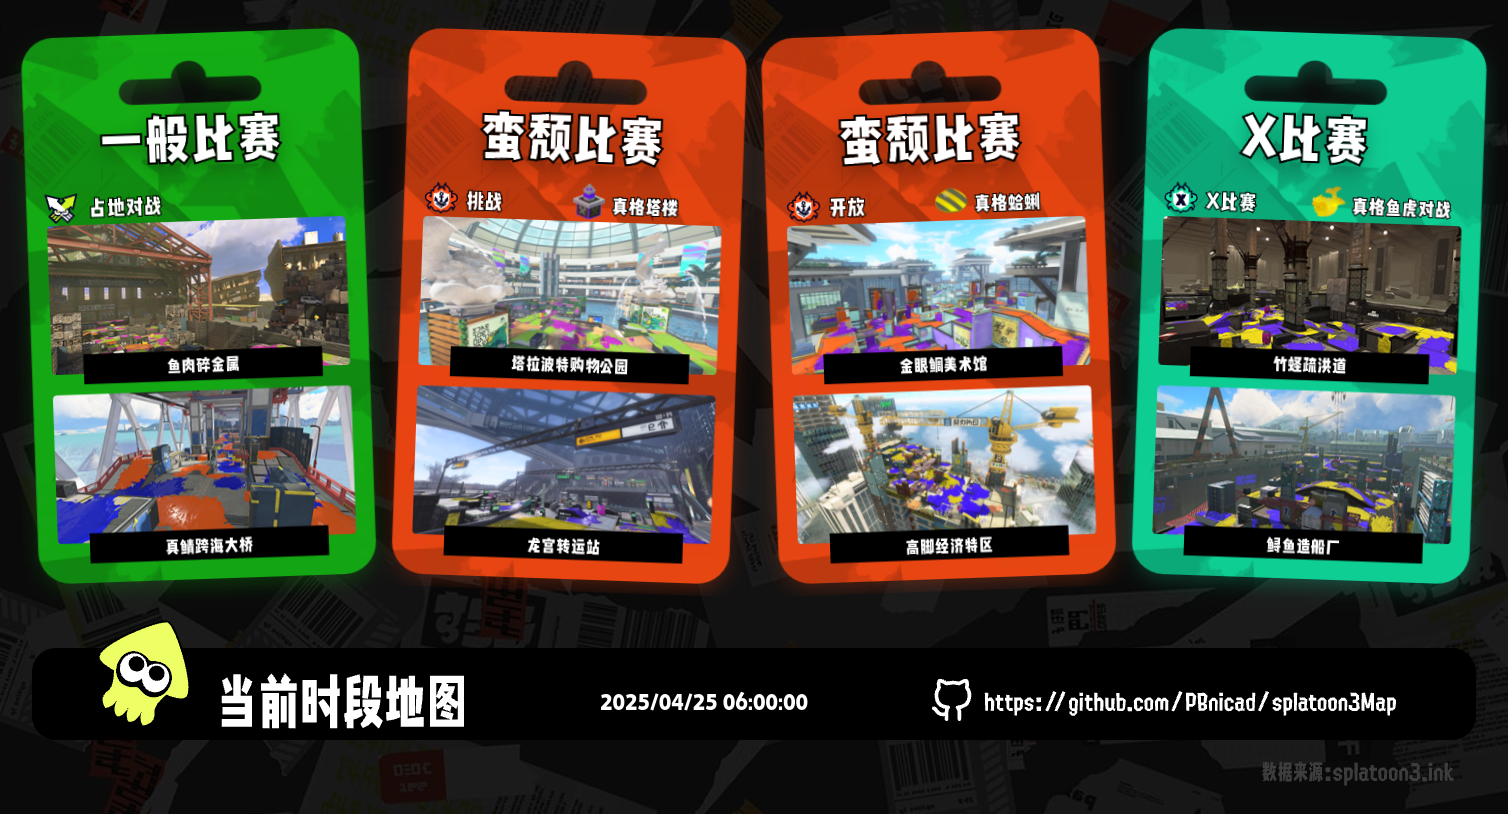 一般比赛
占地对战
鱼肉碎金属
真鲭跨海大桥
蛮颓比赛
挑战
真格塔楼
塔拉波特购物公园
龙宫转运站
蛮颓比赛
开放
真格蛤蜊
金眼鲷美术馆
高脚经济特区
X比赛
X比赛
真格鱼虎对战
竹蛏疏洪道
鲟鱼造船厂
当前时段地图
2025/04/25 06:00:00
https://github.com/PBnicad/splatoon3Map
数据来源:splatoon3.ink